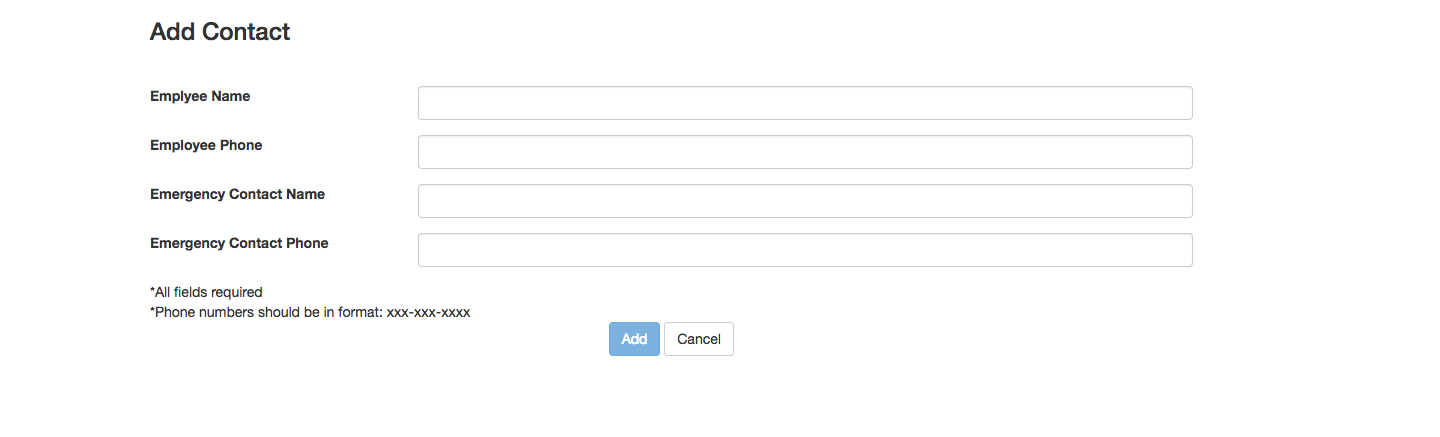 Add Contact
Emplyee Name
Employee Phone
Emergency Contact Name
Emergency Contact Phone
*All fields required
*Phone numbers should be in format: xxx-xxx-xxxx
Add Cancel